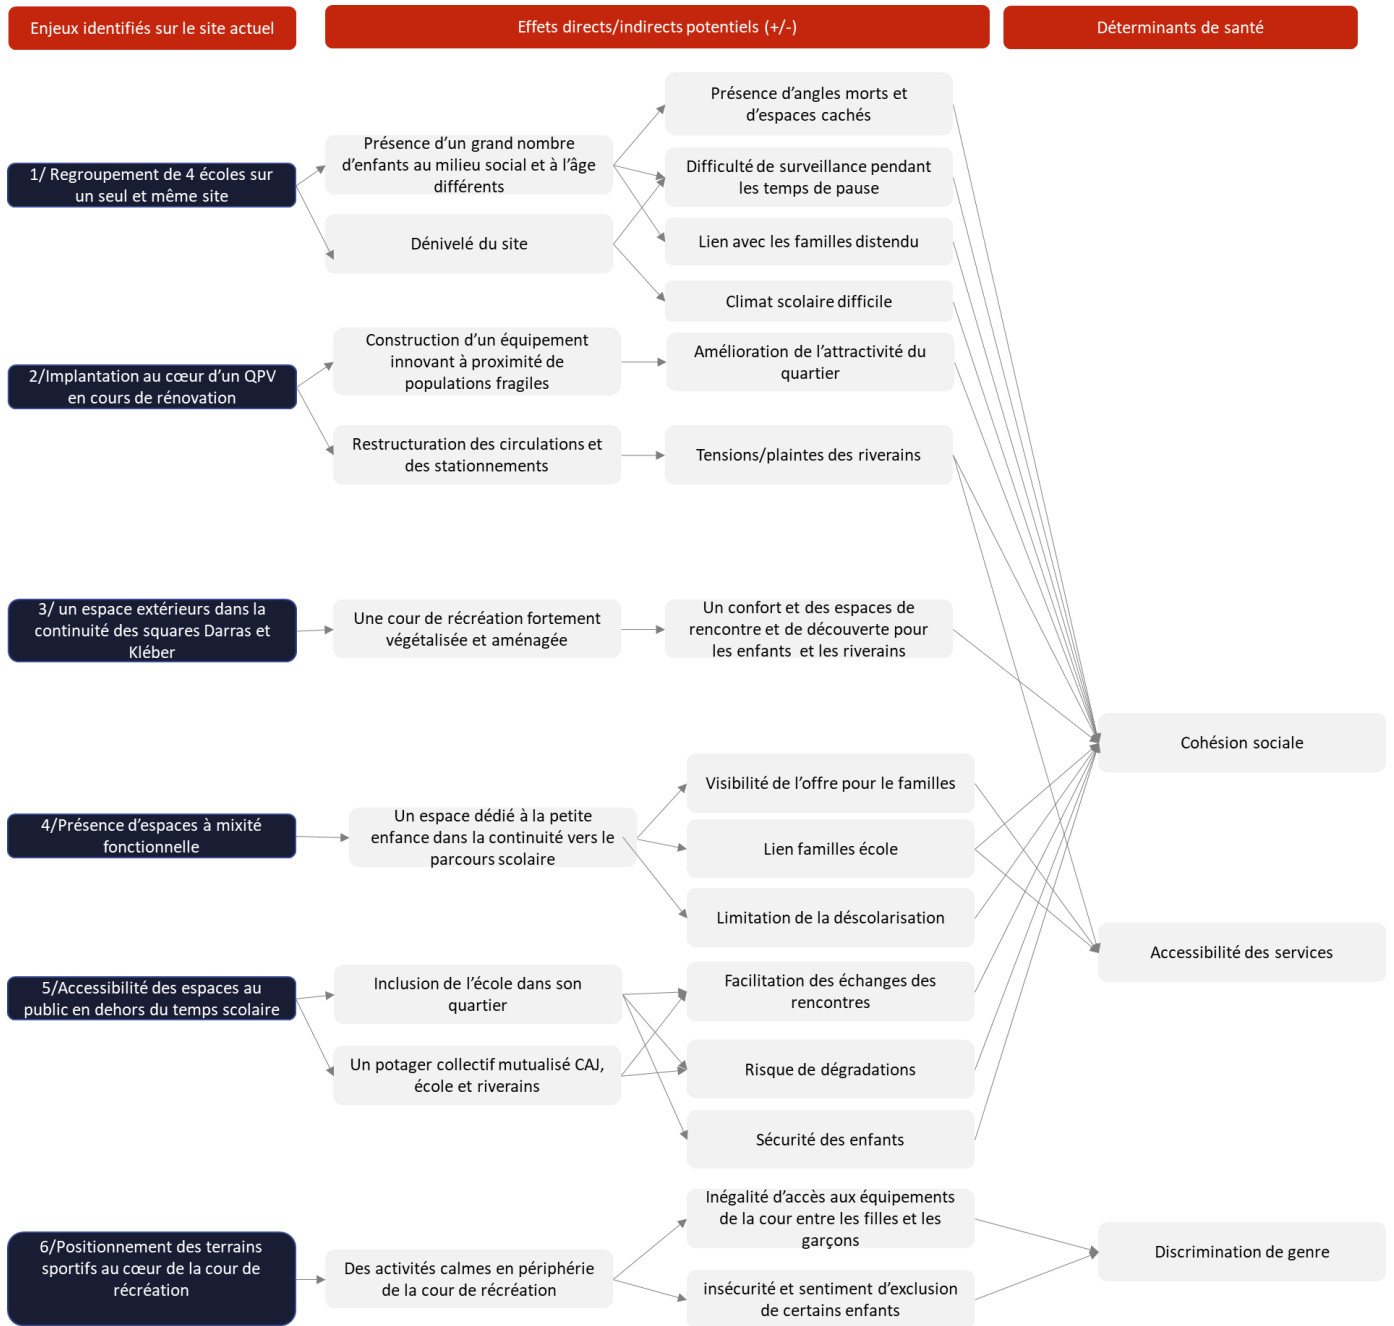 Enjeux identifiés sur le site actuel
Effets directs/indirects potentiels (+/-)
Déterminants de santé
1/ Regroupement de 4 écoles sur
un seul et même site
Présence d’un grand nombre
d’enfants au milieu social et à l’âge
différents
Dénivelé du site
Présence d’angles morts et
d’espaces cachés
Difficulté de surveillance pendant
les temps de pause
Lien avec les familles distendu
Climat scolaire difficile
2/Implantation au cœur d’un QPV
en cours de rénovation
Construction d’un équipement
innovant à proximité de
populations fragiles
Amélioration de l’attractivité du
quartier
Restructuration des circulations et
des stationnements
Tensions/plaintes des riverains
3/ un espace extérieurs dans la
continuité des squares Darras et
Kléber
Une cour de récréation fortement
végétalisée et aménagée
Un confort et des espaces de
rencontre et de découverte pour
les enfants et les riverains
Cohésion sociale
4/Présence d’espaces à mixité
fonctionnelle
Un espace dédié à la petite
enfance dans la continuité vers le
parcours scolaire
Visibilité de l’offre pour le familles
Lien familles école
Limitation de la déscolarisation
Accessibilité des services
5/Accessibilité des espaces au
public en dehors du temps scolaire
Inclusion de l’école dans son
quartier
Un potager collectif mutualisé CAJ,
école et riverains
Facilitation des échanges des
rencontres
Risque de dégradations
Sécurité des enfants
6/Positionnement des terrains
sportifs au cœur de la cour de
récréation
Des activités calmes en périphérie
de la cour de récréation
Inégalité d’accès aux équipements
de la cour entre les filles et les
garçons
insécurité et sentiment d’exclusion
de certains enfants
Discrimination de genre